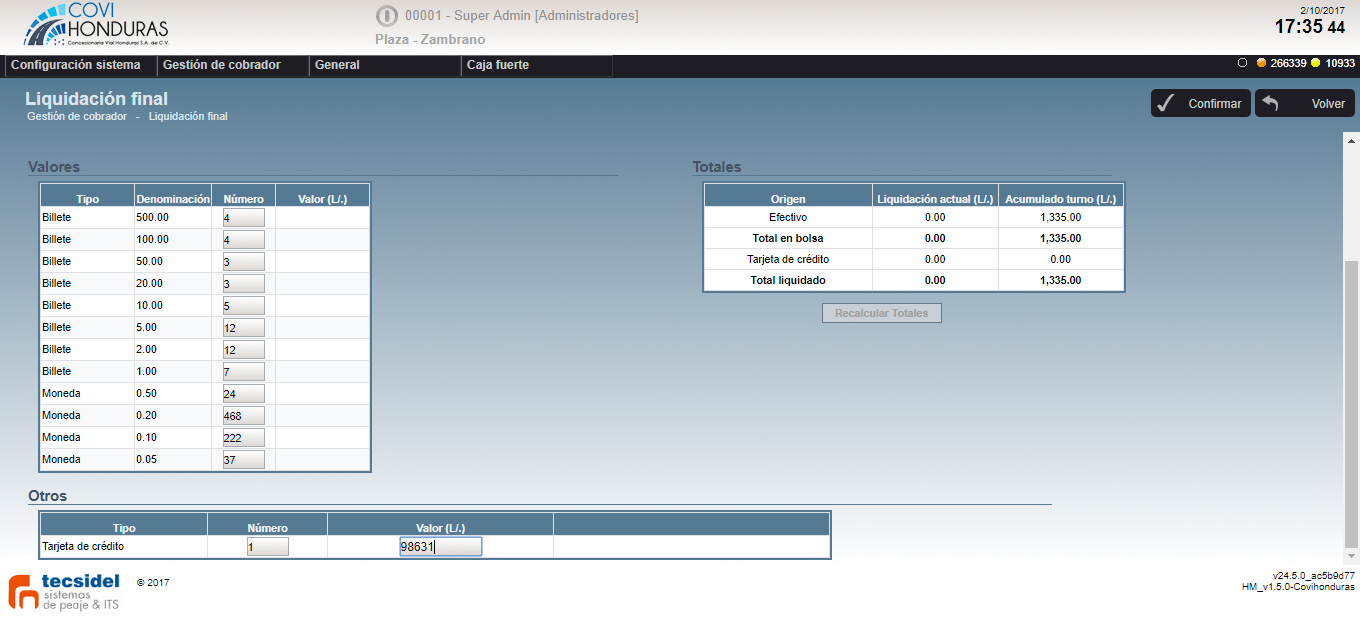 COVI
HONDURAS
Concesionaria Vial Honduras S.A. de C.V.
00001 - Super Admin [Administradores]
Plaza - Zambrano
2/10/2017
17:35 44
Configuración sistema Gestión de cobrador General Caja fuerte
266339 10933
Liquidación final
Gestión de cobrador - Liquidación final
Confirmar Volver
Valores
Tipo Denominación Número Valor (L/.)
Billete 500.00 4
Billete 100.00 4
Billete 50.00 3
Billete 20.00 3
Billete 10.00 5
Billete 5.00 12
Billete 2.00 12
Billete 1.00 7
Moneda 0.50 24
Moneda 0.20 468
Moneda 0.10 222
Moneda 0.05 37
Totales
Origen Liquidación actual (L/.) Acumulado turno (L/.)
Efectivo 0.00 1,335.00
Total en bolsa 0.00 1,335.00
Tarjeta de crédito 0.00 0.00
Total liquidado 0.00 1,335.00
Recalcular Totales
Otros
Tipo Número Valor (L/.)
Tarjeta de crédito 1 98631
tecsidel
sistemas
de peaje & ITS
© 2017
v24.5.0_ac5b9d77
HM_v1.5.0-Covihonduras